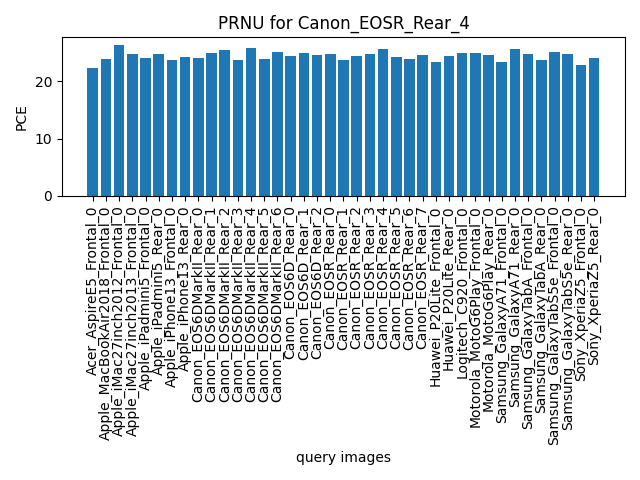 PRNU for Canon_EOSR_Rear_4
PCE
20
10
0
Acer_AspireE5_Frontal_0
Apple_MacBookAir2018_Frontal_0
Apple_iMac27inch2012_Frontal_0
Apple_iMac27inch2013_Frontal_0
Apple_iPadmini5_Frontal_0
Apple_iPadmini5_Rear_0
Apple_iPhone13_Frontal_0
Apple_iPhone13_Rear_0
Canon_EOS6DMarkII_Rear_0
Canon_EOS6DMarkII_Rear_1
Canon_EOS6DMarkII_Rear_2
Canon_EOS6DMarkII_Rear_3
Canon_EOS6DMarkII_Rear_4
Canon_EOS6DMarkII_Rear_5
Canon_EOS6DMarkII_Rear_6
Canon_EOS6D_Rear_0
Canon_EOS6D_Rear_1
Canon_EOS6D_Rear_2
Canon_EOSR_Rear_0
Canon_EOSR_Rear_1
Canon_EOSR_Rear_2
Canon_EOSR_Rear_3
Canon_EOSR_Rear_4
Canon_EOSR_Rear_5
Canon_EOSR_Rear_6
Canon_EOSR_Rear_7
Huawei_P20Lite_Frontal_0
Huawei_P20Lite_Rear_0
Logitech_C920_Frontal_0
Motorola_MotoG6Play_Frontal_0
Motorola_MotoG6Play_Rear_0
Samsung_GalaxyA71_Frontal_0
Samsung_GalaxyA71_Rear_0
Samsung_GalaxyTabA_Frontal_0
Samsung_GalaxyTabA_Rear_0
Samsung_GalaxyTabS5e_Frontal_0
Samsung_GalaxyTabS5e_Rear_0
Sony_XperiaZ5_Frontal_0
Sony_XperiaZ5_Rear_0
query images